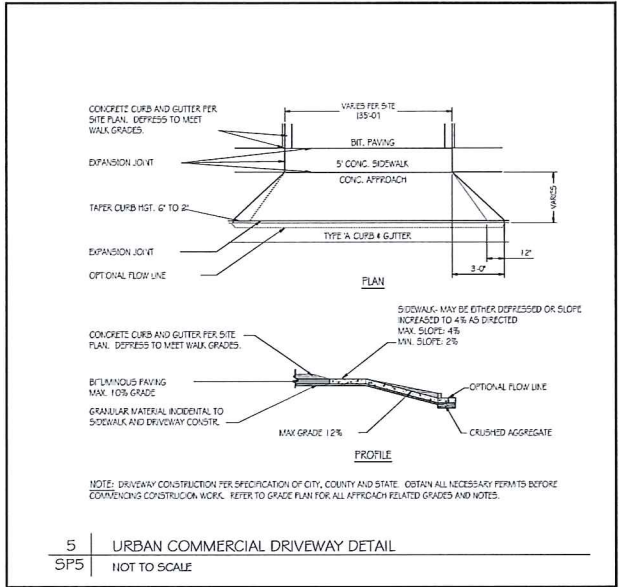 CONCRETE CURB AND GUTTER PER
SITE PLAN. DEPRESS TO MEET
WALK GRADES.
VARIES PER SITE
(35'-0")
BIT. PAVING
EXPANSION JOINT
5' CONC. SIDEWALK
CONC. APPROACH
VARIES
TAPER CURB HGT. 6" TO 2"
TYPE 'A' CURB & GUTTER
EXPANSION JOINT
12"
3'-0"
OPTIONAL FLOW LINE
PLAN
SIDEWALK- MAY BE EITHER DEPRESSED OR SLOPE
INCREASED TO 4% AS DIRECTED
MAX. SLOPE: 4%
MIN. SLOPE: 2%
CONCRETE CURB AND GUTTER PER SITE
PLAN. DEPRESS TO MEET WALK GRADES.
BITUMINOUS PAVING
MAX. 10% GRADE
OPTIONAL FLOW LINE
GRANULAR MATERIAL INCIDENTAL TO
SIDEWALK AND DRIVEWAY CONSTR.
MAX GRADE 12%
CRUSHED AGGREGATE
PROFILE
NOTE: DRIVEWAY CONSTRUCTION PER SPECIFICATION OF CITY, COUNTY AND STATE. OBTAIN ALL NECESSARY PERMITS BEFORE
COMMENCING CONSTRUCION WORK. REFER TO GRADE PLAN FOR ALL APPROACH RELATED GRADES AND NOTES.
5 URBAN COMMERCIAL DRIVEWAY DETAIL
SP5 NOT TO SCALE